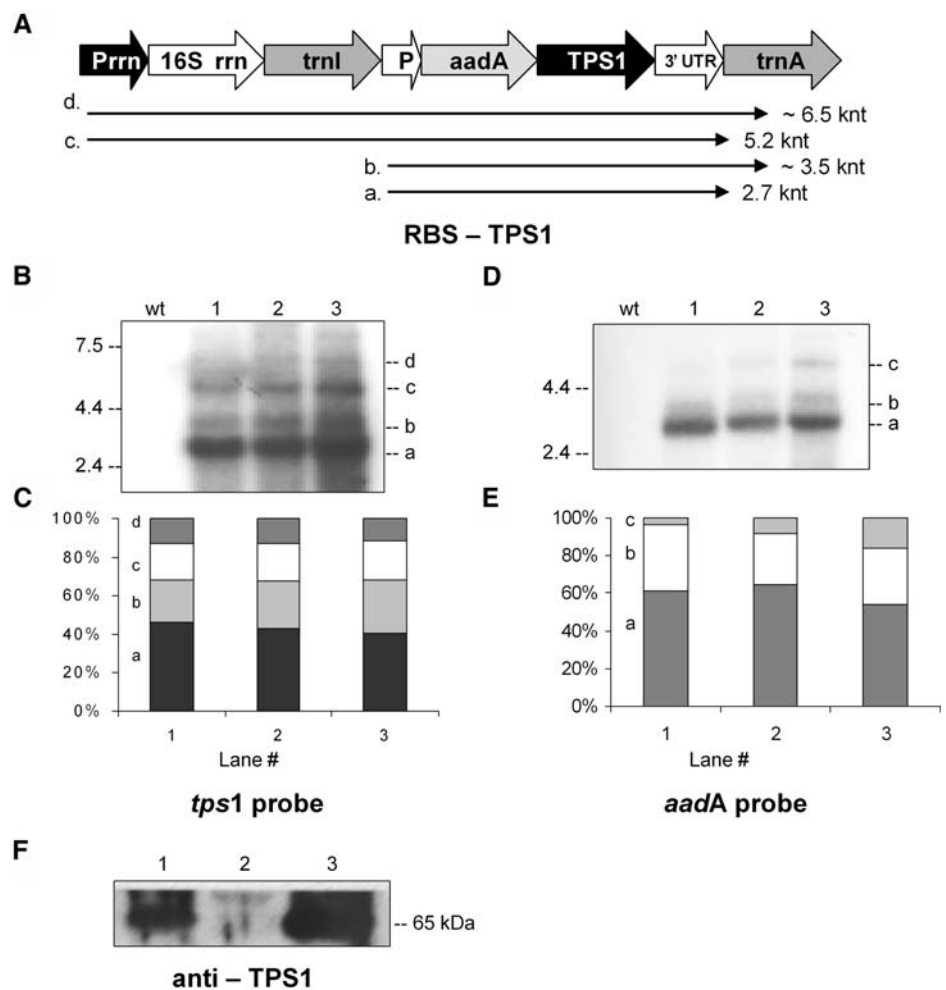 A
Prrn 16S rrn trnI P aadA TPS1 3' UTR trnA
d. ~ 6.5 knt
c. 5.2 knt
b. ~ 3.5 knt
a. 2.7 knt
RBS – TPS1
B
wt 1 2 3
7.5 --
4.4 --
2.4 --
-- d
-- c
-- b
-- a
D
wt 1 2 3
4.4 --
2.4 --
-- c
-- b
-- a
C
100%
80%
60%
40%
20%
0%
d
c
b
a
1 2 3
Lane #
tps1 probe
E
100%
80%
60%
40%
20%
0%
c
b
a
1 2 3
Lane #
aadA probe
F
1 2 3
-- 65 kDa
anti – TPS1